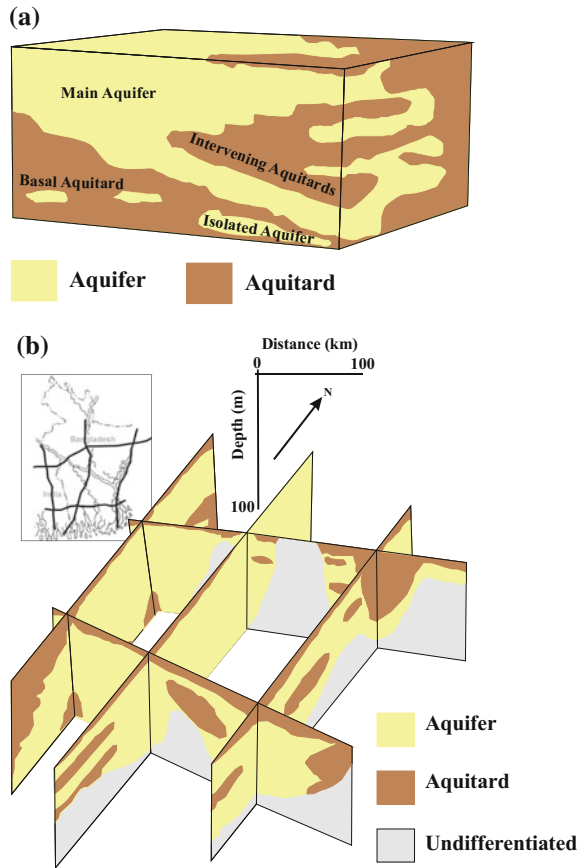 (a)
Main Aquifer
Intervening Aquitards
Basal Aquitard
Isolated Aquifer
Aquifer
Aquitard
(b)
Distance (km)
0
100
N
Depth (m)
100
Bangladesh
Aquifer
Aquitard
Undifferentiated